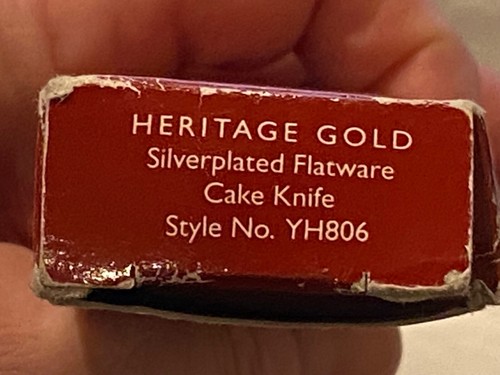 HERITAGE GOLD
Silverplated Flatware
Cake Knife
Style No. YH806